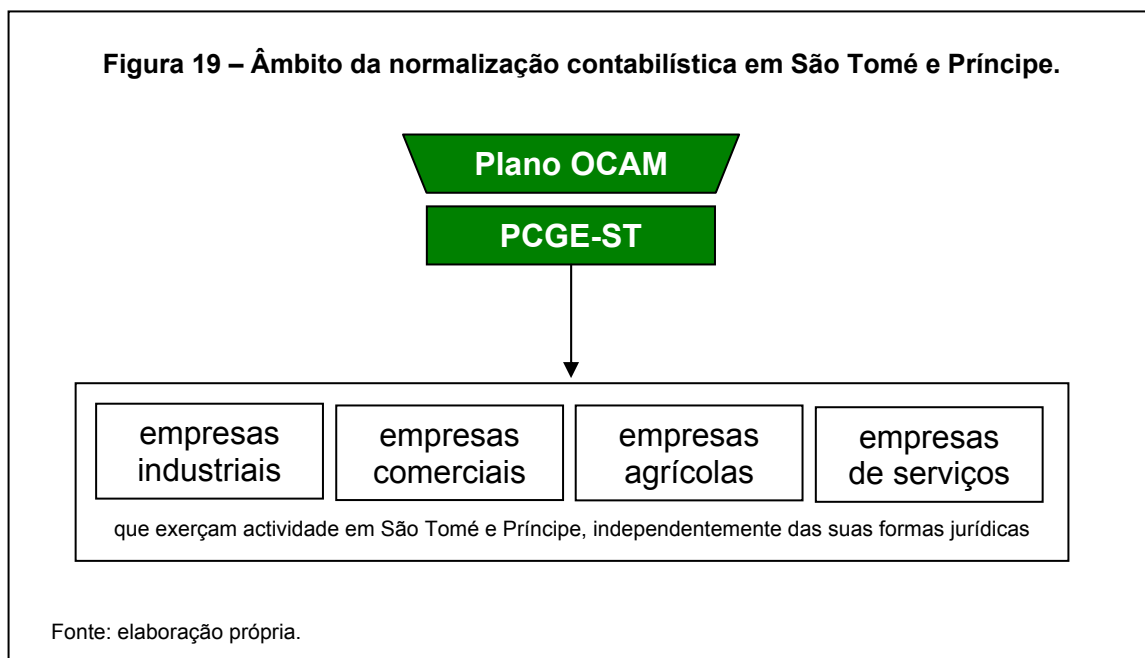 Figura 19 – Âmbito da normalização contabilística em São Tomé e Príncipe.
Plano OCAM
PCGE-ST
empresas
industriais
empresas
comerciais
empresas
agrícolas
empresas
de serviços
que exerçam actividade em São Tomé e Príncipe, independentemente das suas formas jurídicas
Fonte: elaboração própria.